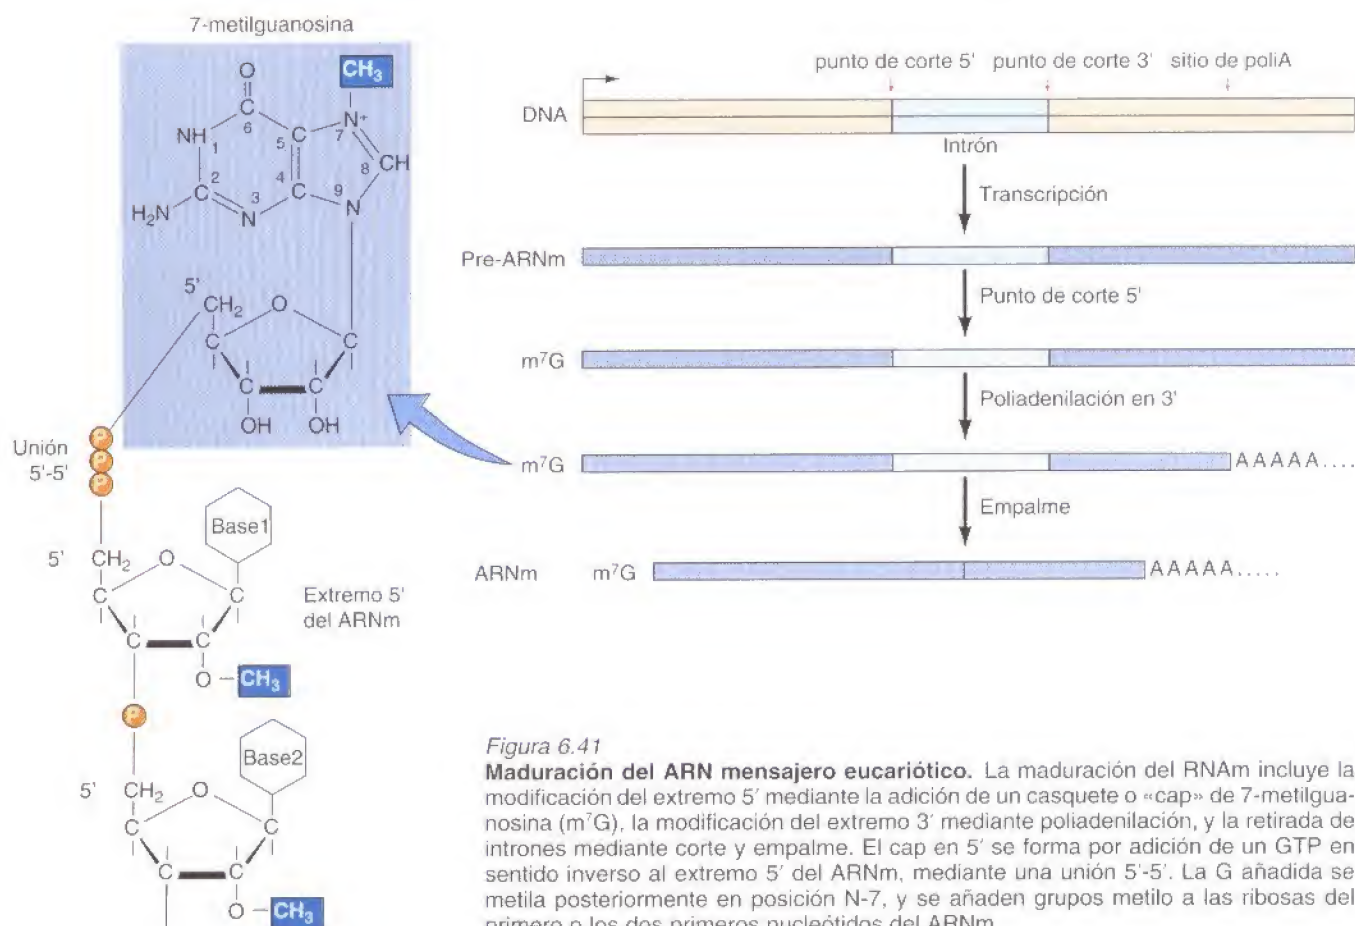 7-metilguanosina
O
CH₃
C
6
NH
1
5
C
N⁺
7
8
CH
2
C
3
N
4
C
9
N
H₂N
5'
CH₂
O
C
C
C
C
OH
OH
Unión
5'-5'
P
P
P
Base1
5'
CH₂
O
C
C
C
C
Extremo 5'
del ARNm
O
CH₃
P
Base2
5'
CH₂
O
C
C
C
C
O
CH₃
punto de corte 5' punto de corte 3' sitio de poliA
DNA
Intrón
Transcripción
Pre-ARNm
Punto de corte 5'
m⁷G
Poliadenilación en 3'
m⁷G AAAAA....
Empalme
ARNm m⁷G AAAAA.....
Figura 6.41
Maduración del ARN mensajero eucariótico. La maduración del RNAm incluye la
modificación del extremo 5' mediante la adición de un casquete o «cap» de 7-metilgua-
nosina (m⁷G), la modificación del extremo 3' mediante poliadenilación, y la retirada de
intrones mediante corte y empalme. El cap en 5' se forma por adición de un GTP en
sentido inverso al extremo 5' del ARNm, mediante una unión 5'-5'. La G añadida se
metila posteriormente en posición N-7, y se añaden grupos metilo a las ribosas del
primero o los dos primeros nucleótidos del ARNm